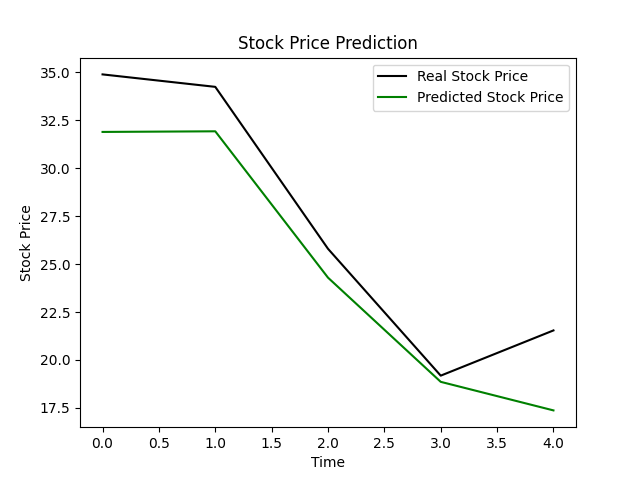 Stock Price Prediction
Real Stock Price
Predicted Stock Price
Stock Price
35.0
32.5
30.0
27.5
25.0
22.5
20.0
17.5
0.0 0.5 1.0 1.5 2.0 2.5 3.0 3.5 4.0
Time